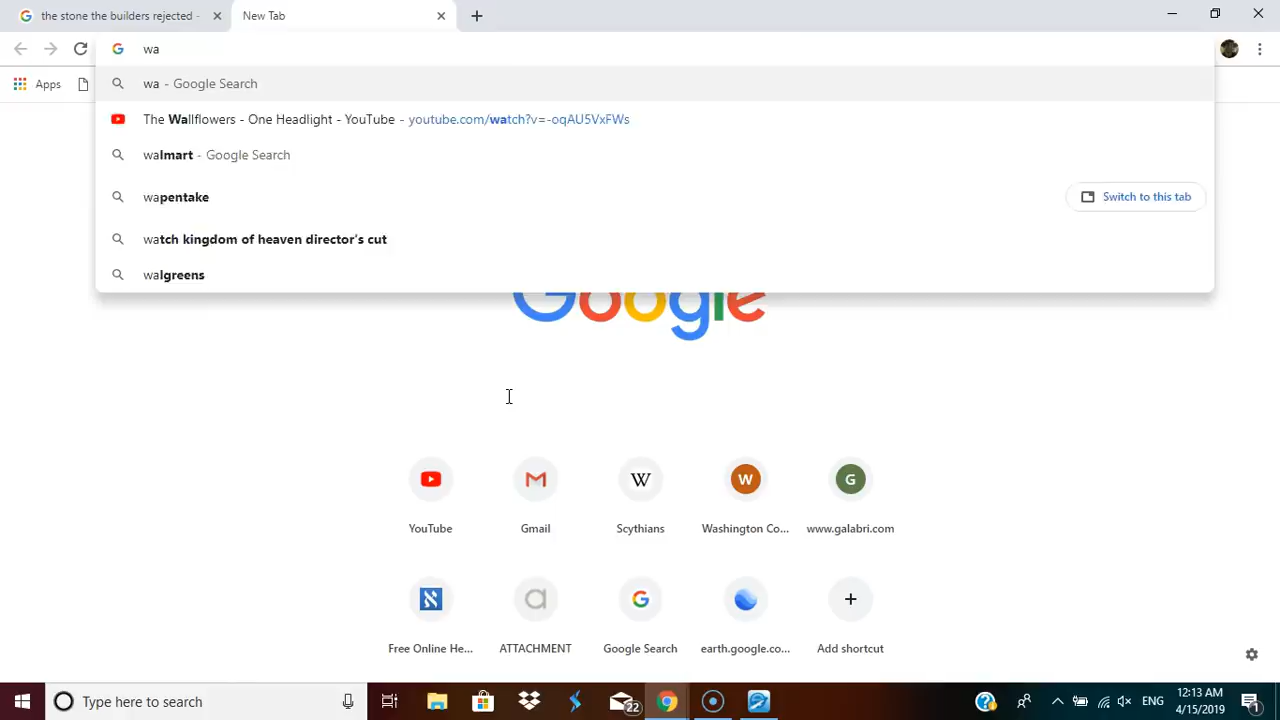 the stone the builders rejected -
New Tab
wa
Apps
wa - Google Search
The Wallflowers - One Headlight - YouTube - youtube.com/watch?v=-oqAU5VxFWs
walmart - Google Search
wapentake
Switch to this tab
watch kingdom of heaven director's cut
walgreens
Google
YouTube
Gmail
W
Scythians
W
Washington Co...
G
www.galabri.com
Free Online He...
ATTACHMENT
Google Search
earth.google.co...
Add shortcut
Type here to search
22
ENG
12:13 AM
4/15/2019
1